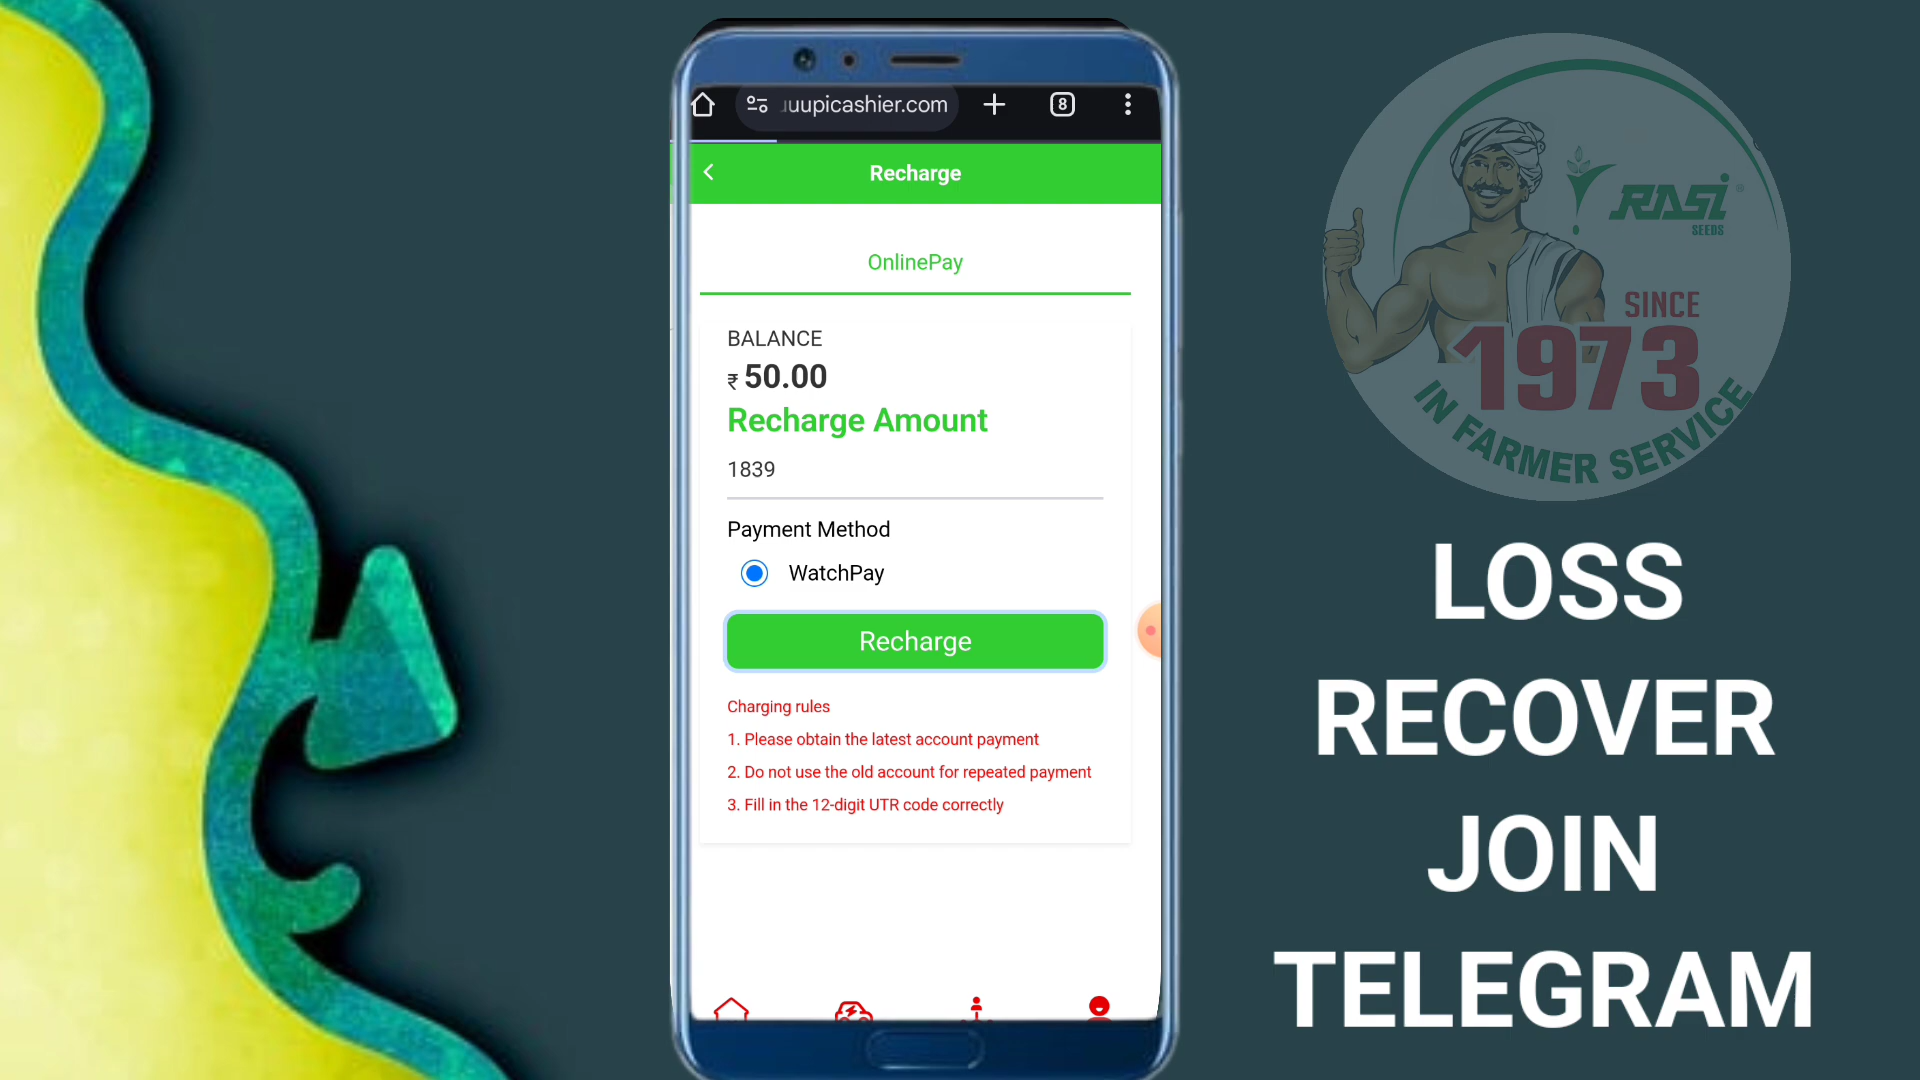 uupicashier.com
8
Recharge
OnlinePay
BALANCE
₹ 50.00
Recharge Amount
1839
Payment Method
WatchPay
Recharge
Charging rules
1. Please obtain the latest account payment
2. Do not use the old account for repeated payment
3. Fill in the 12-digit UTR code correctly
RASI ®
SEEDS
SINCE
1973
IN FARMER SERVICE
LOSS
RECOVER
JOIN
TELEGRAM